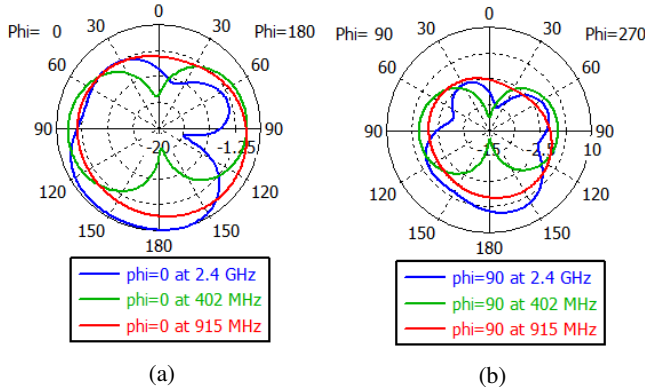 Phi= 0 30 0 30 Phi=180
60 60
90 -20 -1.25 90
120 120
150 150
180
phi=0 at 2.4 GHz
phi=0 at 402 MHz
phi=0 at 915 MHz
(a)
Phi= 90 30 0 30 Phi=270
60 60
90 -2.5 10 90
120 120
150 150
180
phi=90 at 2.4 GHz
phi=90 at 402 MHz
phi=90 at 915 MHz
(b)